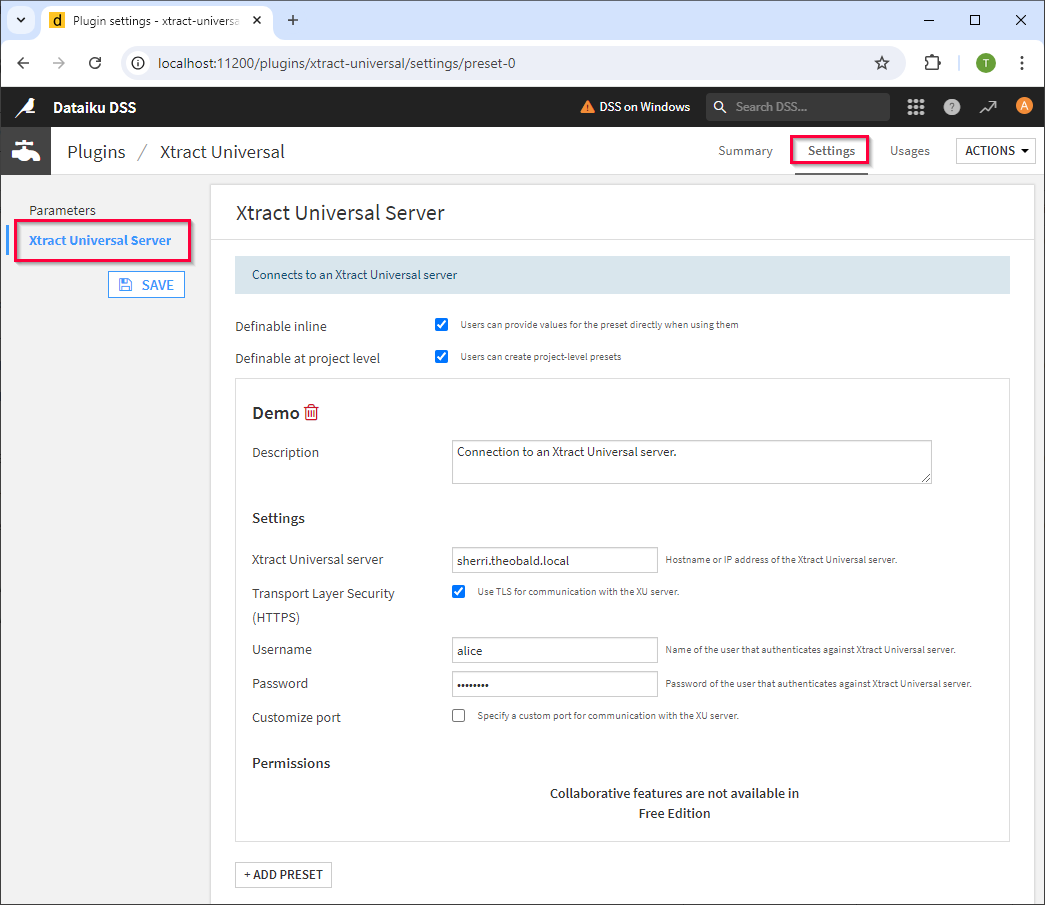 d Plugin settings - xtract-universa
localhost:11200/plugins/xtract-universal/settings/preset-0
T
Dataiku DSS
DSS on Windows
Search DSS...
?
A
Plugins / Xtract Universal
Summary
Settings
Usages
ACTIONS
Parameters
Xtract Universal Server
SAVE
Xtract Universal Server
Connects to an Xtract Universal server
Definable inline
Users can provide values for the preset directly when using them
Definable at project level
Users can create project-level presets
Demo
Description
Connection to an Xtract Universal server.
Settings
Xtract Universal server
sherri.theobald.local
Hostname or IP address of the Xtract Universal server.
Transport Layer Security
(HTTPS)
Use TLS for communication with the XU server.
Username
alice
Name of the user that authenticates against Xtract Universal server.
Password
••••••••
Password of the user that authenticates against Xtract Universal server.
Customize port
Specify a custom port for communication with the XU server.
Permissions
Collaborative features are not available in
Free Edition
+ ADD PRESET